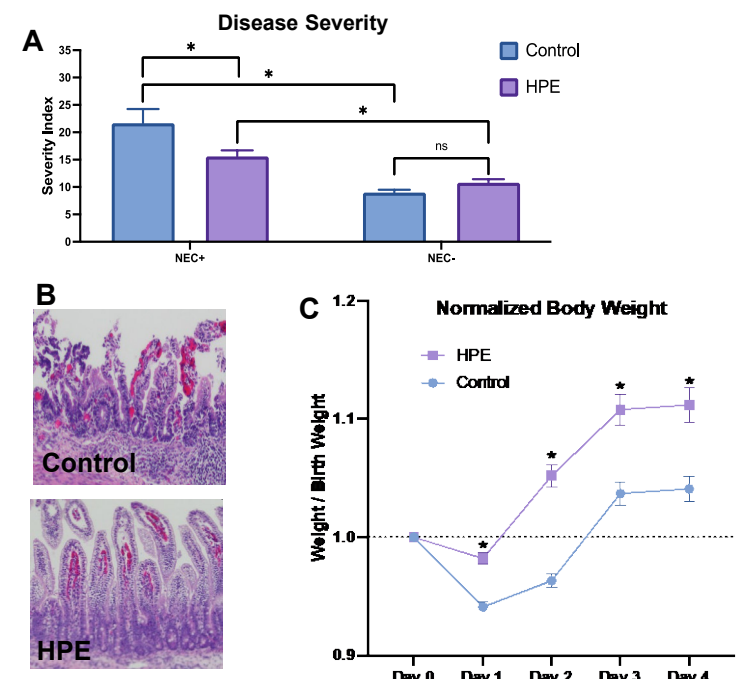 Disease Severity
A
35
30
25
20
15
10
5
0
Severity Index
*
*
*
ns
Control
HPE
NEC+
NEC-
B
Control
HPE
C
Normalized Body Weight
HPE
Control
1.2
1.1
1.0
0.9
Weight / Birth Weight
*
*
*
*
Day 0 Day 1 Day 2 Day 3 Day 4